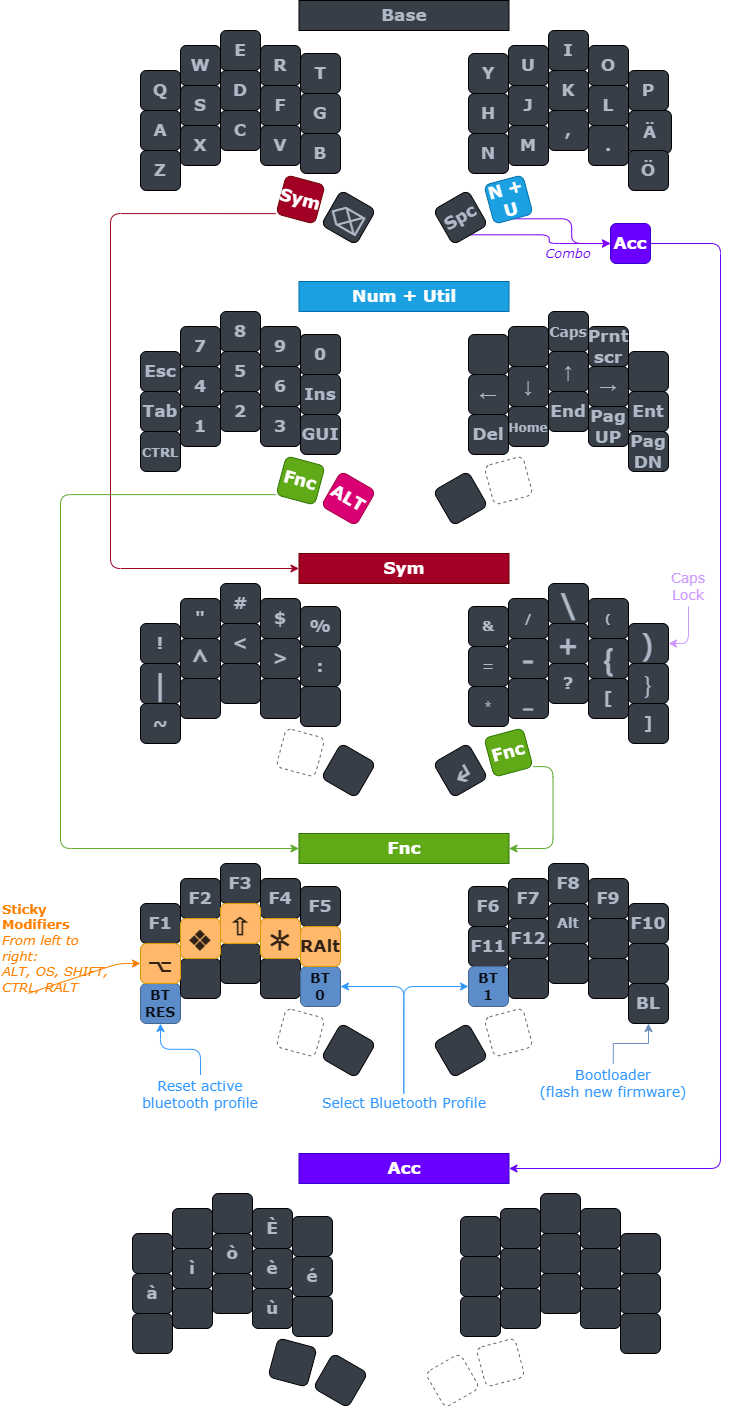 Base
Q W E R T Y U I O P
A S D F G H J K L Ä
Z X C V B N M , . Ö
Sym Spc N +
U
Acc
Combo
Num + Util
Esc 7 8 9 0 Caps Prnt
scr
Tab 4 5 6 Ins ← ↓ ↑ → Ent
CTRL 1 2 3 GUI Del Home End Pag
UP
Pag
DN
Fnc ALT
Sym
Caps
Lock
! " # $ % & / \ ( )
| ^ < > : = - + { }
~ * _ ? [ ]
Fnc
Fnc
F1 F2 F3 F4 F5 F6 F7 F8 F9 F10
Sticky
Modifiers
From left to
right:
ALT, OS, SHIFT,
CTRL, RALT
⌥ ❖ ⇧ * RAlt F11 F12 Alt
BT
RES
BT
0
BT
1
BL
Reset active
bluetooth profile
Select Bluetooth Profile
Bootloader
(flash new firmware)
Acc
È
à ì ò è é
ù